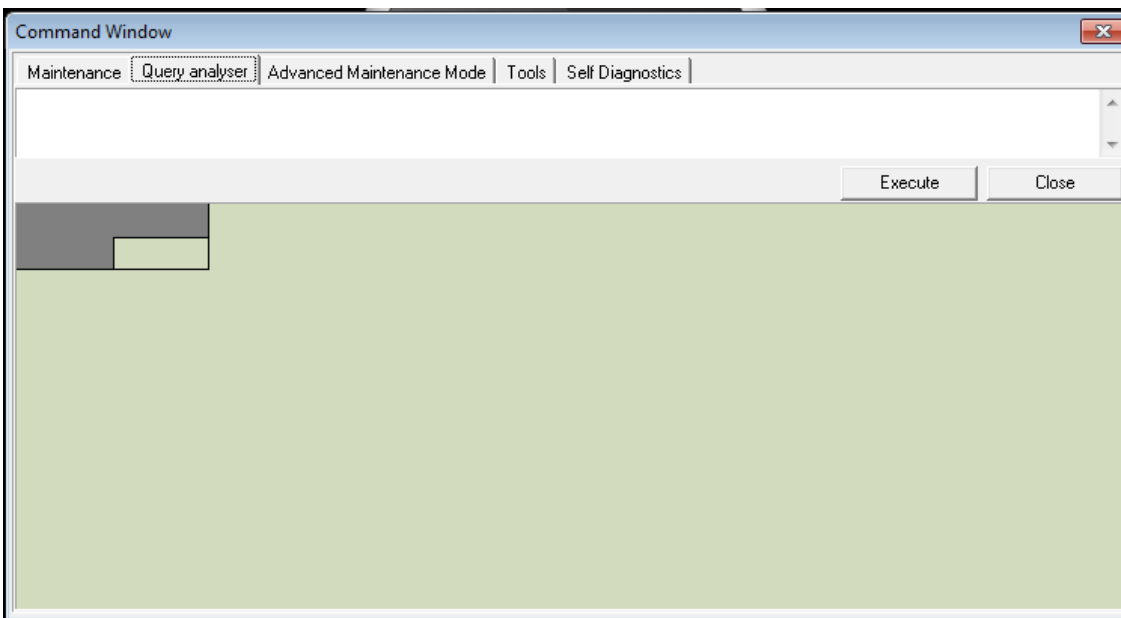 Command Window
Maintenance Query analyser Advanced Maintenance Mode Tools Self Diagnostics
Execute Close